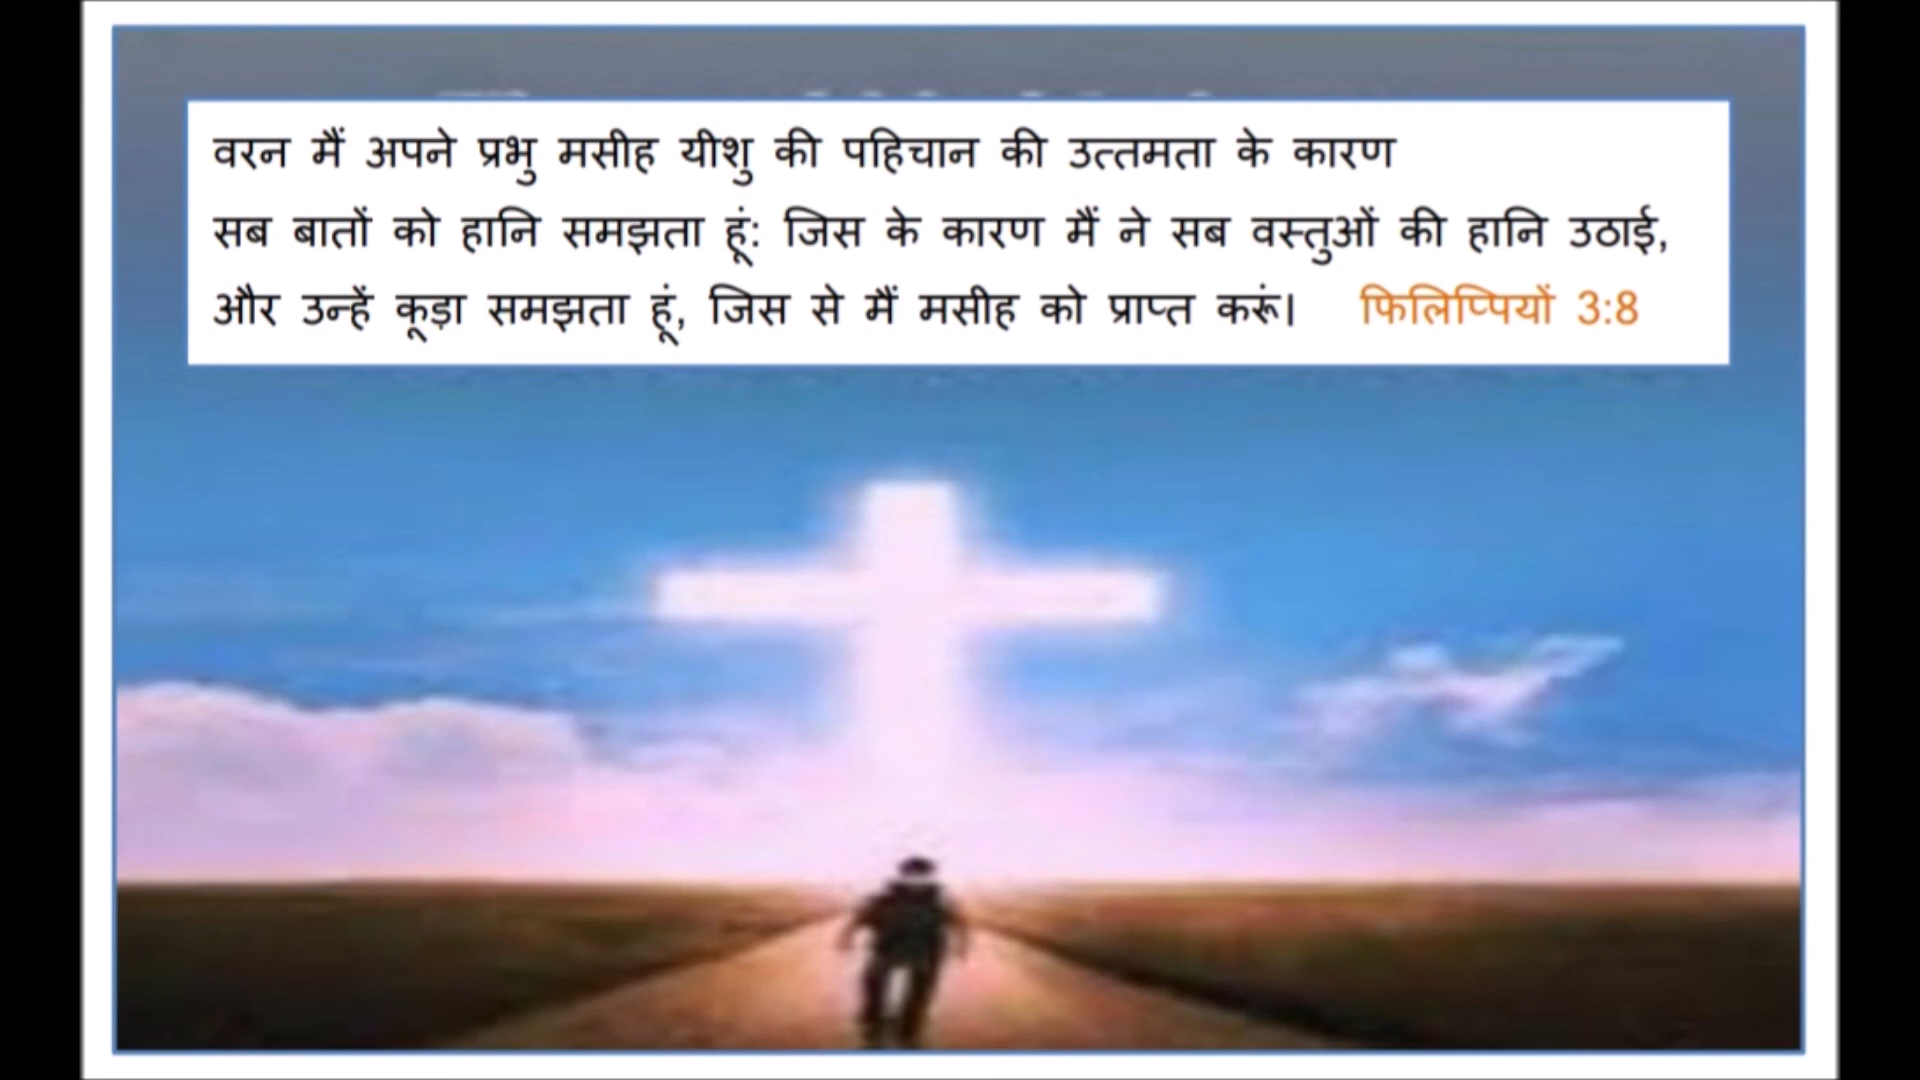 वरन मैं अपने प्रभु मसीह यीशु की पहिचान की उत्तमता के कारण
सब बातों को हानि समझता हूं: जिस के कारण मैं ने सब वस्तुओं की हानि उठाई,
और उन्हें कूड़ा समझता हूं, जिस से मैं मसीह को प्राप्त करूं। फिलिप्पियों 3:8